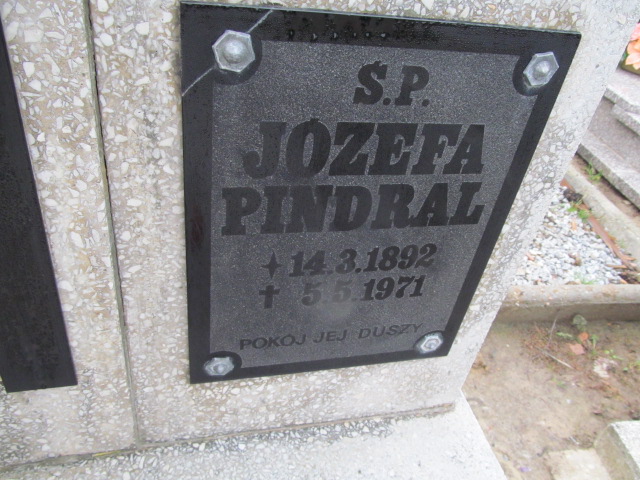 Ś.P.
JÓZEFA
PINDRAL
14.3.1892
✝ 5.5.1971
POKÓJ JEJ DUSZY